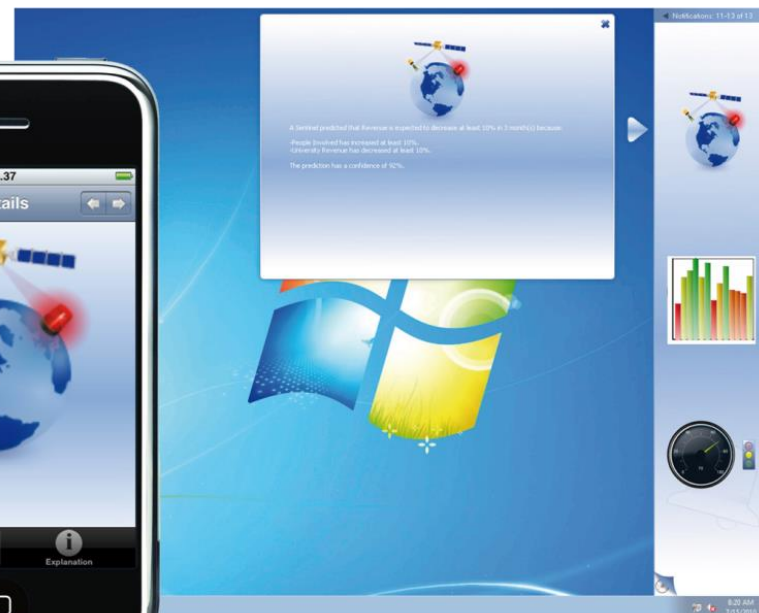 .37
tails
Explanation
A Sentinel predicted that Revenue is expected to decrease at least 10% in 3 month(s) because:
-People Involved has increased at least 10%.
-University Revenue has decreased at least 10%.
The prediction has a confidence of 92%.
Notifications: 11-13 of 13
8:20 AM